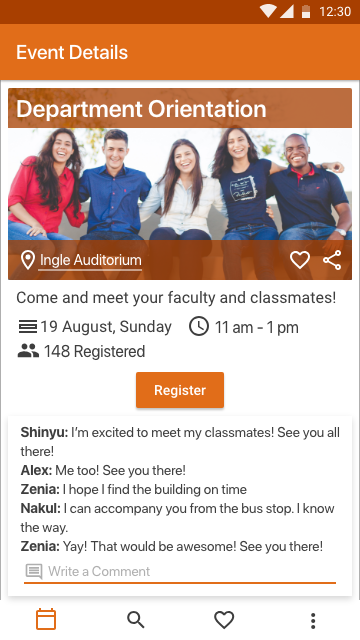 12:30
Event Details
Department Orientation
Ingle Auditorium
Come and meet your faculty and classmates!
19 August, Sunday 11 am - 1 pm
148 Registered
Register
Shinyu: I'm excited to meet my classmates! See you all
there!
Alex: Me too! See you there!
Zenia: I hope I find the building on time
Nakul: I can accompany you from the bus stop. I know
the way.
Zenia: Yay! That would be awesome! See you there!
Write a Comment